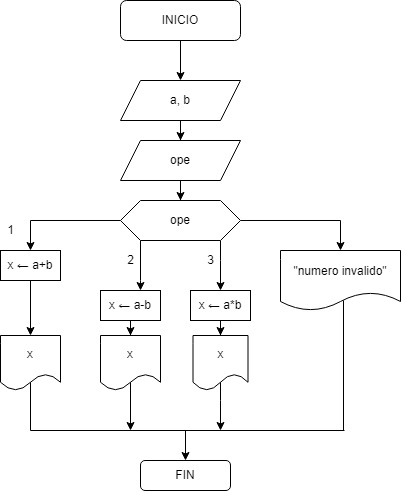 INICIO
a, b
ope
ope
1
x ← a+b
2
3
"numero invalido"
x ← a-b
x ← a*b
x
x
x
FIN